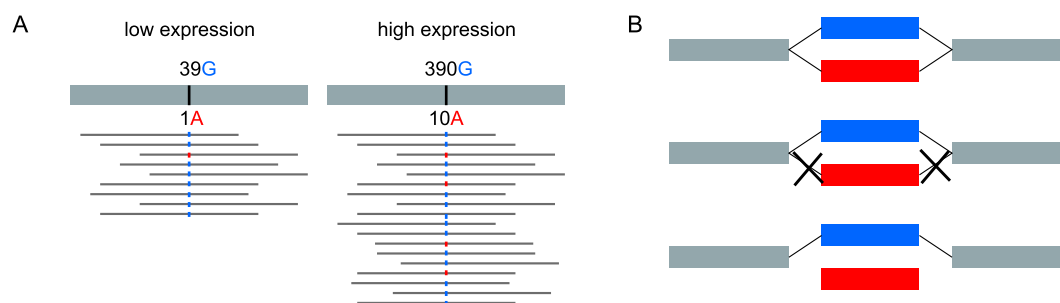 A
low expression
high expression
B
39G
390G
1A
10A